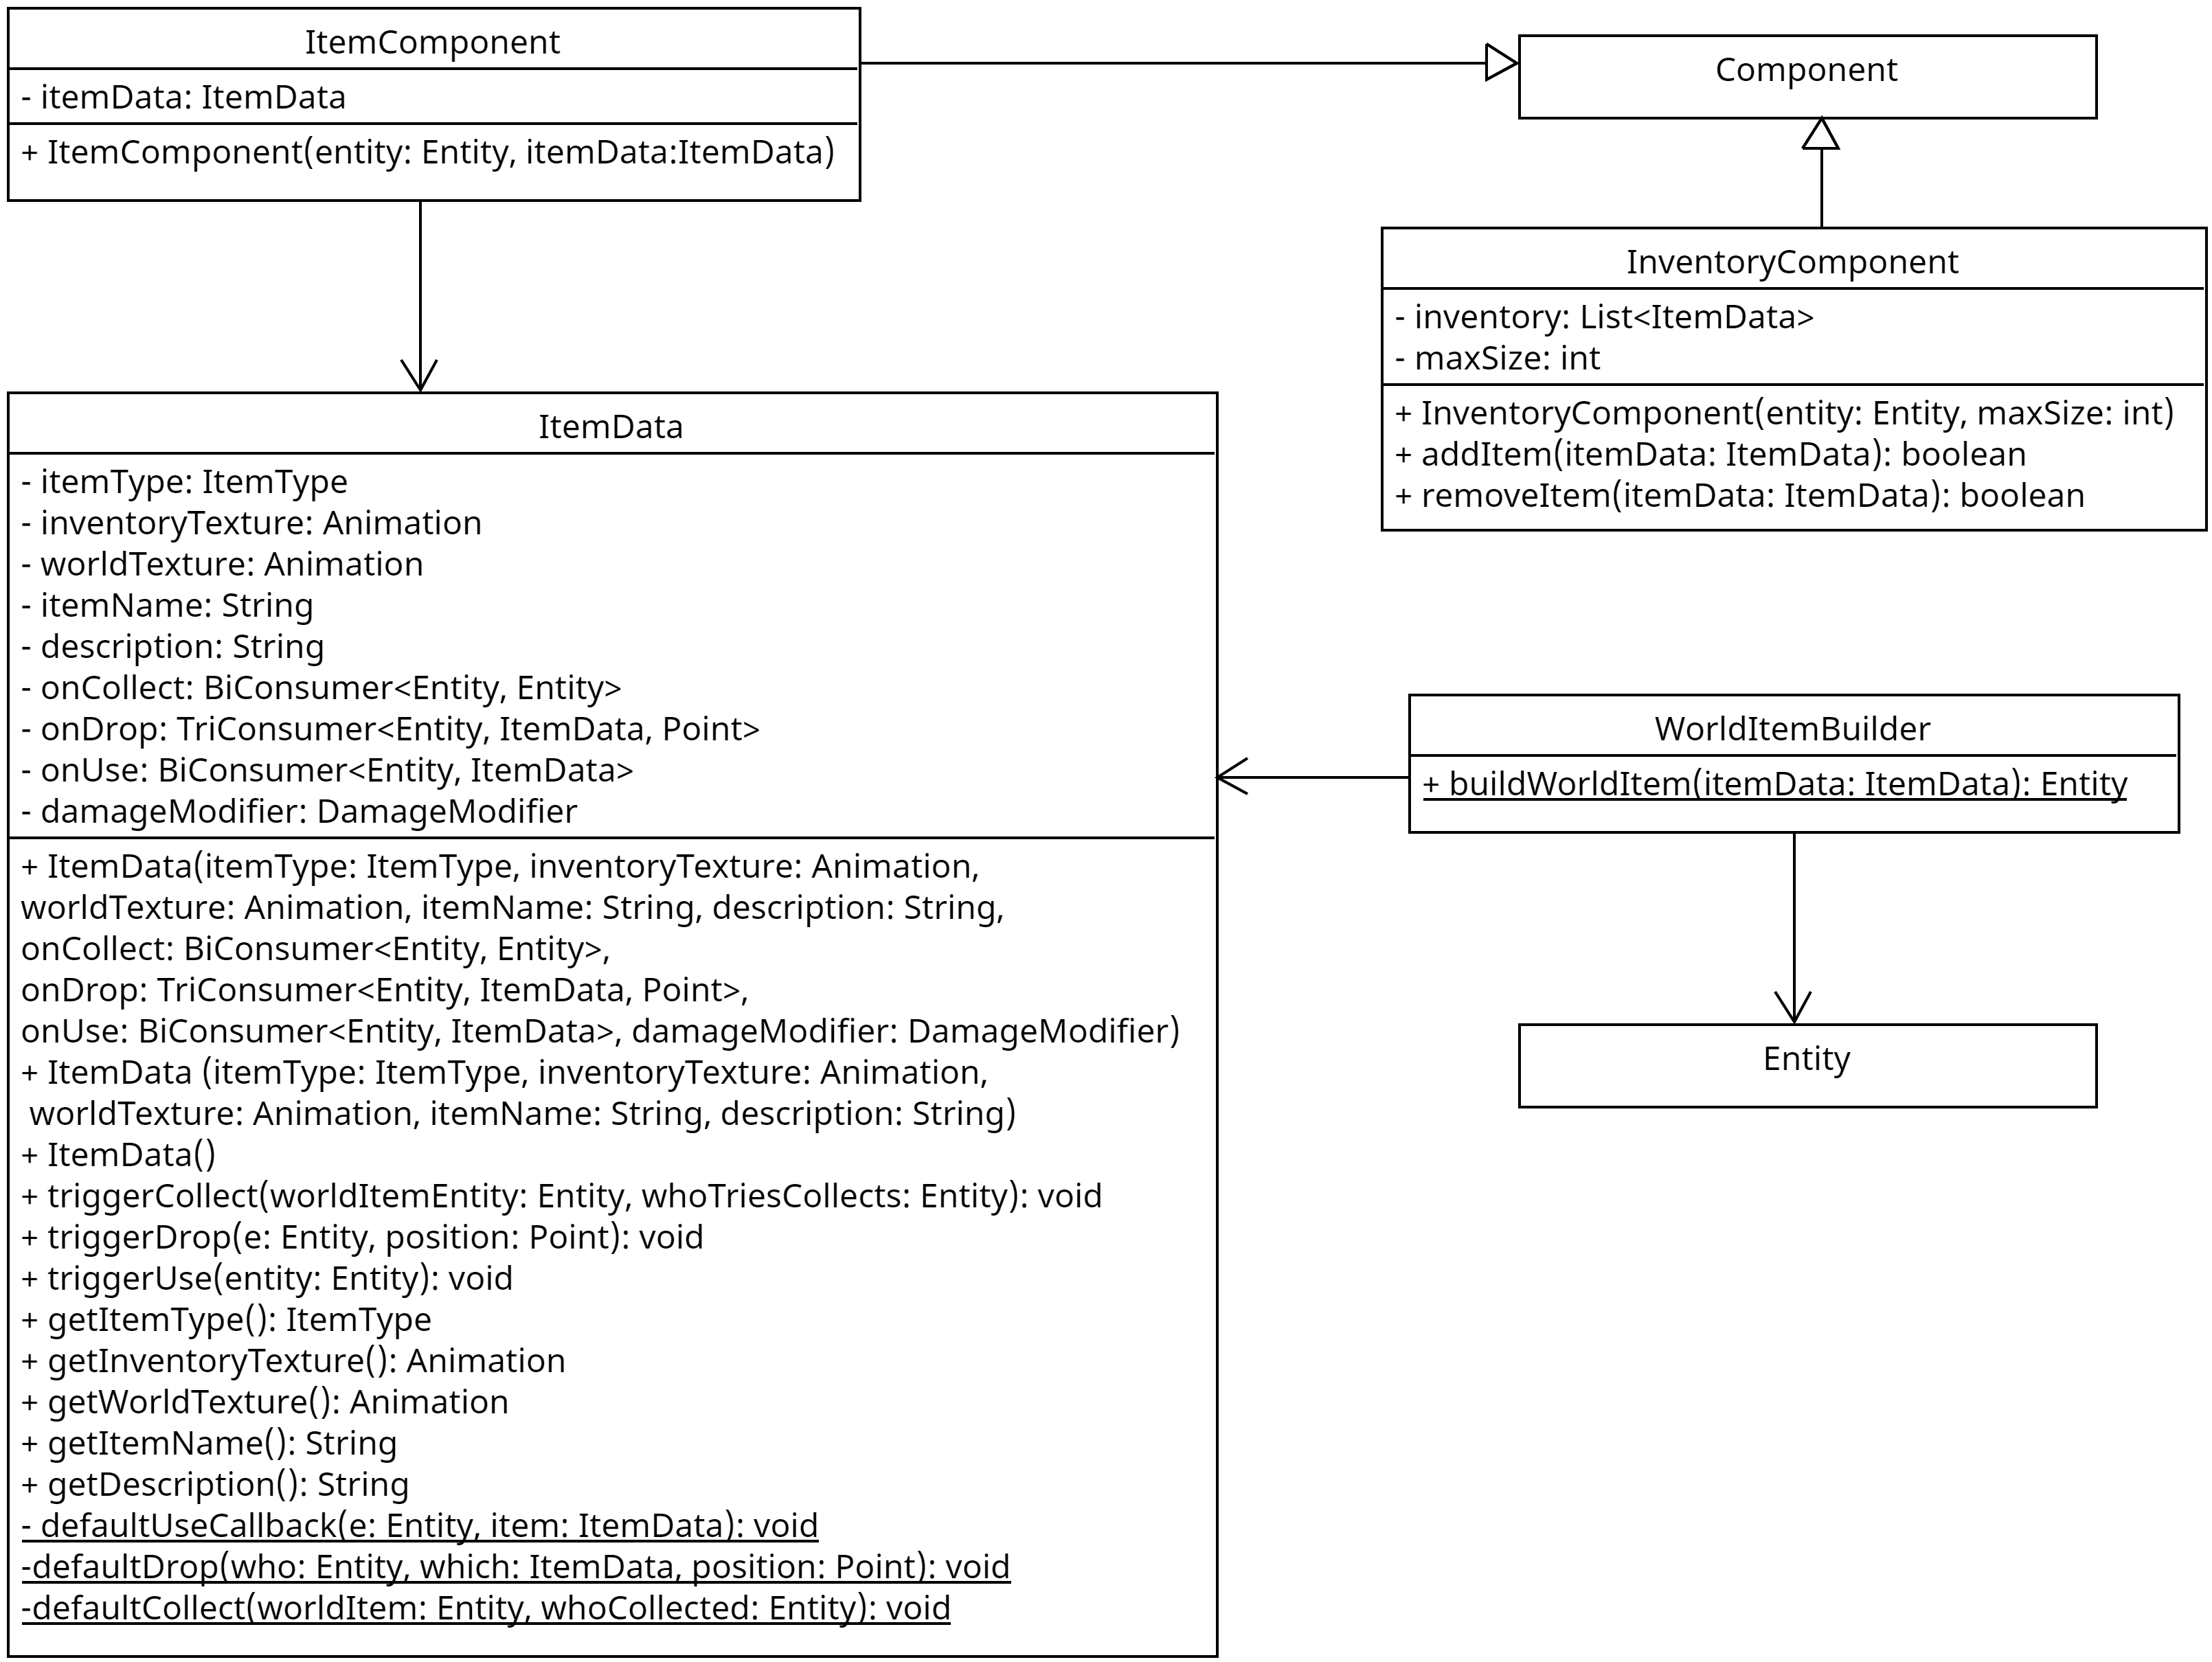 ItemComponent
- itemData: ItemData
+ ItemComponent(entity: Entity, itemData:ItemData)
Component
InventoryComponent
- inventory: List<ItemData>
- maxSize: int
+ InventoryComponent(entity: Entity, maxSize: int)
+ addItem(itemData: ItemData): boolean
+ removeItem(itemData: ItemData): boolean
ItemData
- itemType: ItemType
- inventoryTexture: Animation
- worldTexture: Animation
- itemName: String
- description: String
- onCollect: BiConsumer<Entity, Entity>
- onDrop: TriConsumer<Entity, ItemData, Point>
- onUse: BiConsumer<Entity, ItemData>
- damageModifier: DamageModifier
+ ItemData(itemType: ItemType, inventoryTexture: Animation,
worldTexture: Animation, itemName: String, description: String,
onCollect: BiConsumer<Entity, Entity>,
onDrop: TriConsumer<Entity, ItemData, Point>,
onUse: BiConsumer<Entity, ItemData>, damageModifier: DamageModifier)
+ ItemData (itemType: ItemType, inventoryTexture: Animation,
worldTexture: Animation, itemName: String, description: String)
+ ItemData()
+ triggerCollect(worldItemEntity: Entity, whoTriesCollects: Entity): void
+ triggerDrop(e: Entity, position: Point): void
+ triggerUse(entity: Entity): void
+ getItemType(): ItemType
+ getInventoryTexture(): Animation
+ getWorldTexture(): Animation
+ getItemName(): String
+ getDescription(): String
- defaultUseCallback(e: Entity, item: ItemData): void
-defaultDrop(who: Entity, which: ItemData, position: Point): void
-defaultCollect(worldItem: Entity, whoCollected: Entity): void
WorldItemBuilder
+ buildWorldItem(itemData: ItemData): Entity
Entity